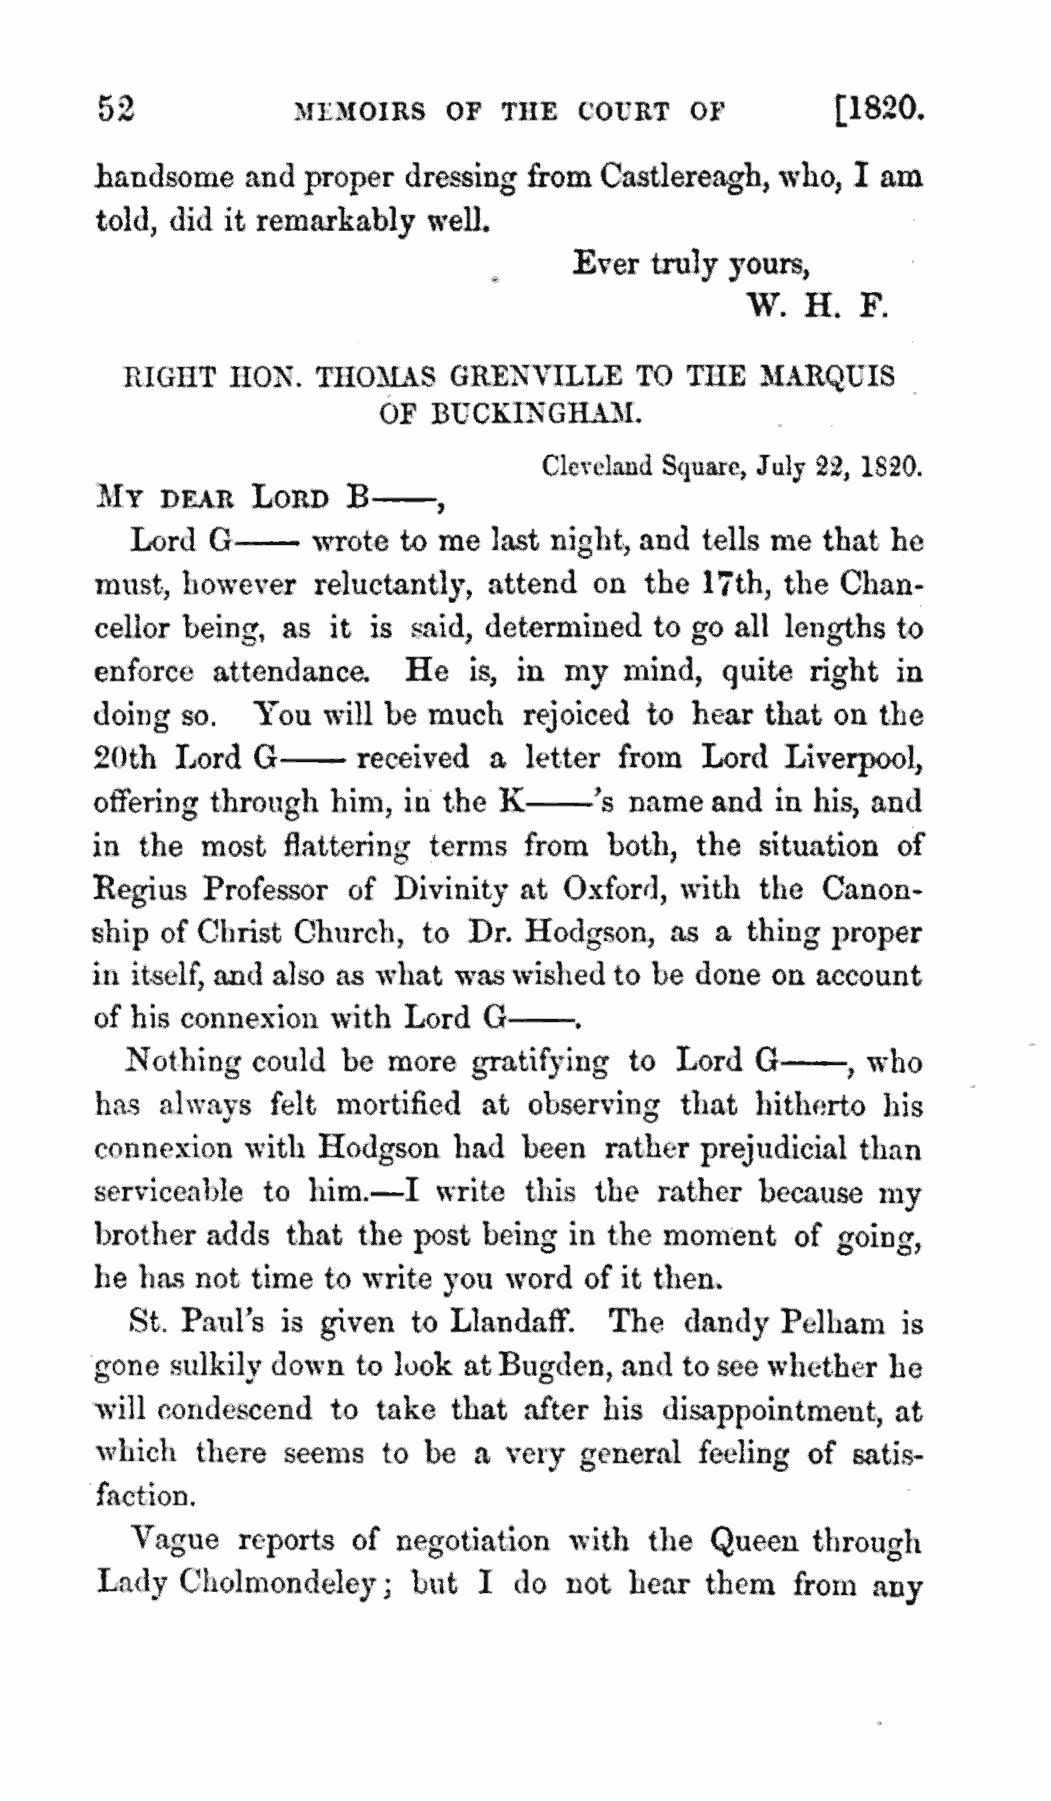 52 MEMOIRS OF THE COURT OF [1820.
handsome and proper dressing from Castlereagh, who, I am
told, did it remarkably well.
Ever truly yours,
W. H. F.
RIGHT HON. THOMAS GRENVILLE TO THE MARQUIS
OF BUCKINGHAM.
Cleveland Square, July 22, 1820.
MY DEAR LORD B——,
Lord G—— wrote to me last night, and tells me that he
must, however reluctantly, attend on the 17th, the Chan-
cellor being, as it is said, determined to go all lengths to
enforce attendance. He is, in my mind, quite right in
doing so. You will be much rejoiced to hear that on the
20th Lord G—— received a letter from Lord Liverpool,
offering through him, in the K——'s name and in his, and
in the most flattering terms from both, the situation of
Regius Professor of Divinity at Oxford, with the Canon-
ship of Christ Church, to Dr. Hodgson, as a thing proper
in itself, and also as what was wished to be done on account
of his connexion with Lord G——.
Nothing could be more gratifying to Lord G——, who
has always felt mortified at observing that hitherto his
connexion with Hodgson had been rather prejudicial than
serviceable to him.—I write this the rather because my
brother adds that the post being in the moment of going,
he has not time to write you word of it then.
St. Paul's is given to Llandaff. The dandy Pelham is
gone sulkily down to look at Bugden, and to see whether he
will condescend to take that after his disappointment, at
which there seems to be a very general feeling of satis-
faction.
Vague reports of negotiation with the Queen through
Lady Cholmondeley; but I do not hear them from any